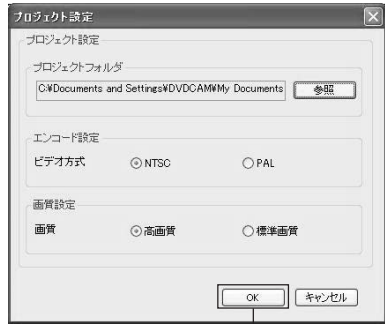 プロジェクト設定
プロジェクト設定
プロジェクトフォルダ
C:¥Documents and Settings¥DVDCAM¥My Documents 参照
エンコード設定
ビデオ方式 NTSC PAL
画質設定
画質 高画質 標準画質
OK キャンセル